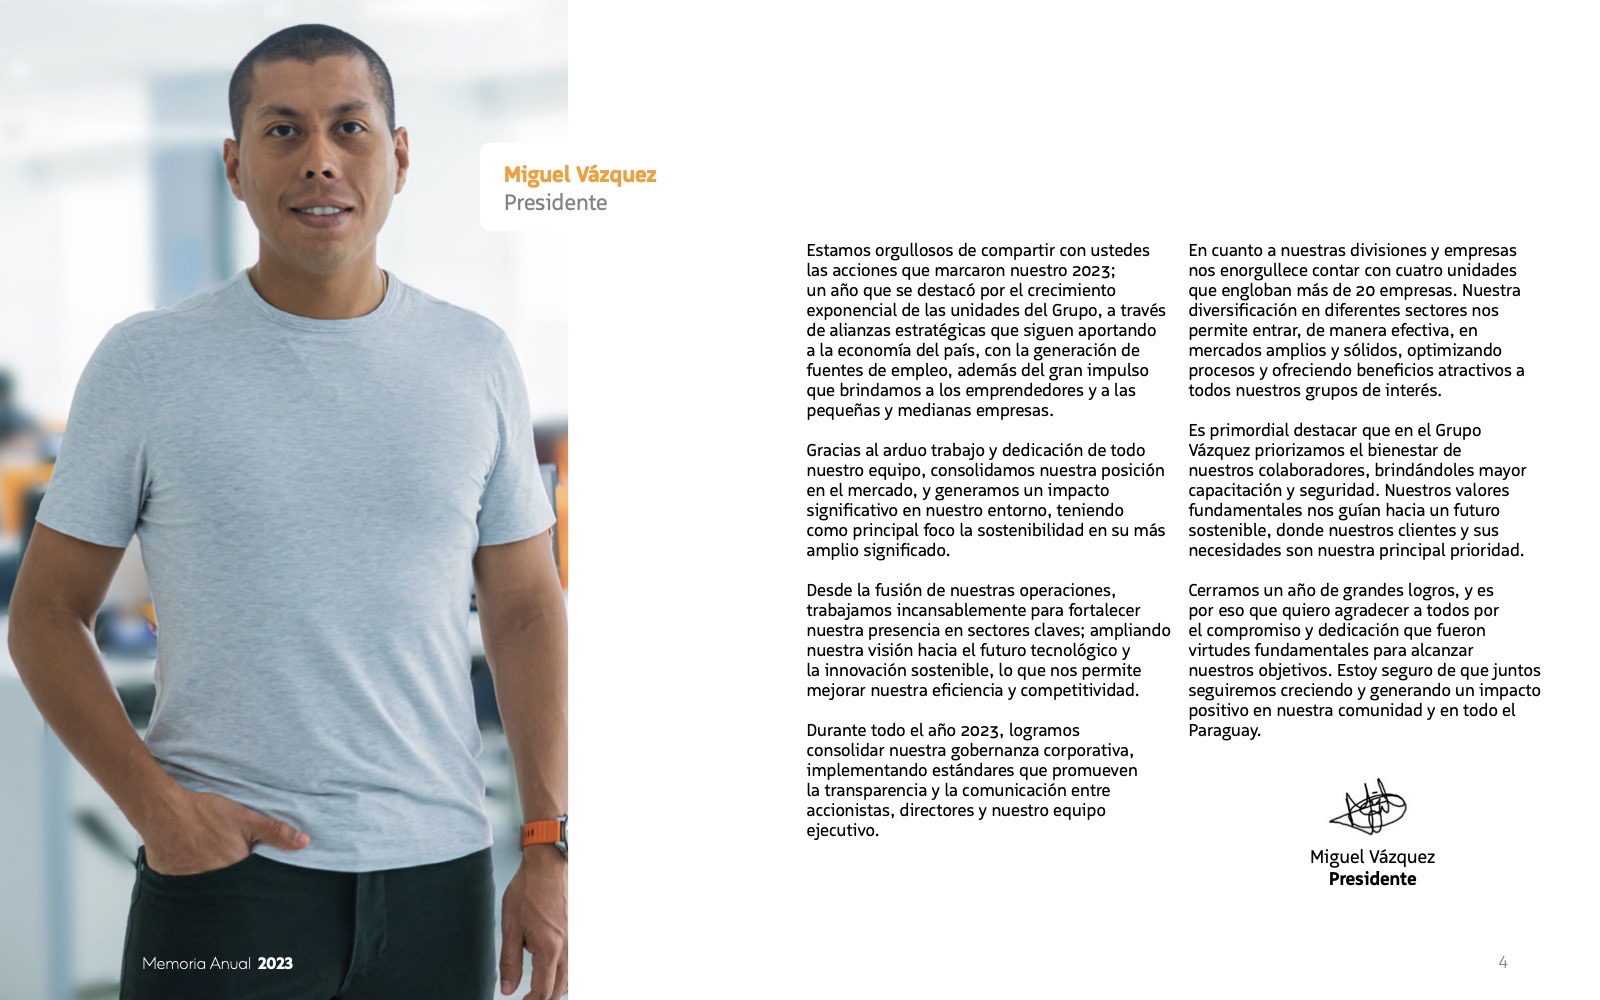 Miguel Vázquez
Presidente
Estamos orgullosos de compartir con ustedes
las acciones que marcaron nuestro 2023;
un año que se destacó por el crecimiento
exponencial de las unidades del Grupo, a través
de alianzas estratégicas que siguen aportando
a la economía del país, con la generación de
fuentes de empleo, además del gran impulso
que brindamos a los emprendedores y a las
pequeñas y medianas empresas.
Gracias al arduo trabajo y dedicación de todo
nuestro equipo, consolidamos nuestra posición
en el mercado, y generamos un impacto
significativo en nuestro entorno, teniendo
como principal foco la sostenibilidad en su más
amplio significado.
Desde la fusión de nuestras operaciones,
trabajamos incansablemente para fortalecer
nuestra presencia en sectores claves; ampliando
nuestra visión hacia el futuro tecnológico y
la innovación sostenible, lo que nos permite
mejorar nuestra eficiencia y competitividad.
Durante todo el año 2023, logramos
consolidar nuestra gobernanza corporativa,
implementando estándares que promueven
la transparencia y la comunicación entre
accionistas, directores y nuestro equipo
ejecutivo.
En cuanto a nuestras divisiones y empresas
nos enorgullece contar con cuatro unidades
que engloban más de 20 empresas. Nuestra
diversificación en diferentes sectores nos
permite entrar, de manera efectiva, en
mercados amplios y sólidos, optimizando
procesos y ofreciendo beneficios atractivos a
todos nuestros grupos de interés.
Es primordial destacar que en el Grupo
Vázquez priorizamos el bienestar de
nuestros colaboradores, brindándoles mayor
capacitación y seguridad. Nuestros valores
fundamentales nos guían hacia un futuro
sostenible, donde nuestros clientes y sus
necesidades son nuestra principal prioridad.
Cerramos un año de grandes logros, y es
por eso que quiero agradecer a todos por
el compromiso y dedicación que fueron
virtudes fundamentales para alcanzar
nuestros objetivos. Estoy seguro de que juntos
seguiremos creciendo y generando un impacto
positivo en nuestra comunidad y en todo el
Paraguay.
Miguel Vázquez
Presidente
Memoria Anual 2023
4